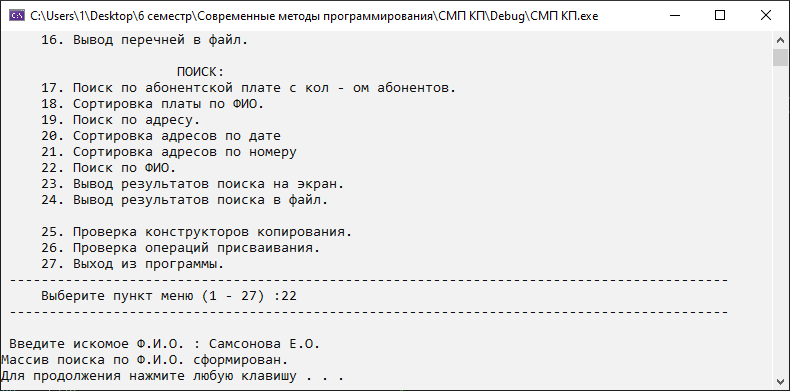 C:\Users\1\Desktop\6 семестр\Современные методы программирования\СМП КП\Debug\СМП КП.exe
16. Вывод перечней в файл.
ПОИСК:
17. Поиск по абонентской плате с кол - ом абонентов.
18. Сортировка платы по ФИО.
19. Поиск по адресу.
20. Сортировка адресов по дате
21. Сортировка адресов по номеру
22. Поиск по ФИО.
23. Вывод результатов поиска на экран.
24. Вывод результатов поиска в файл.
25. Проверка конструкторов копирования.
26. Проверка операций присваивания.
27. Выход из программы.
Выберите пункт меню (1 - 27) :22
Введите искомое Ф.И.О. : Самсонова Е.О.
Массив поиска по Ф.И.О. сформирован.
Для продолжения нажмите любую клавишу . . .